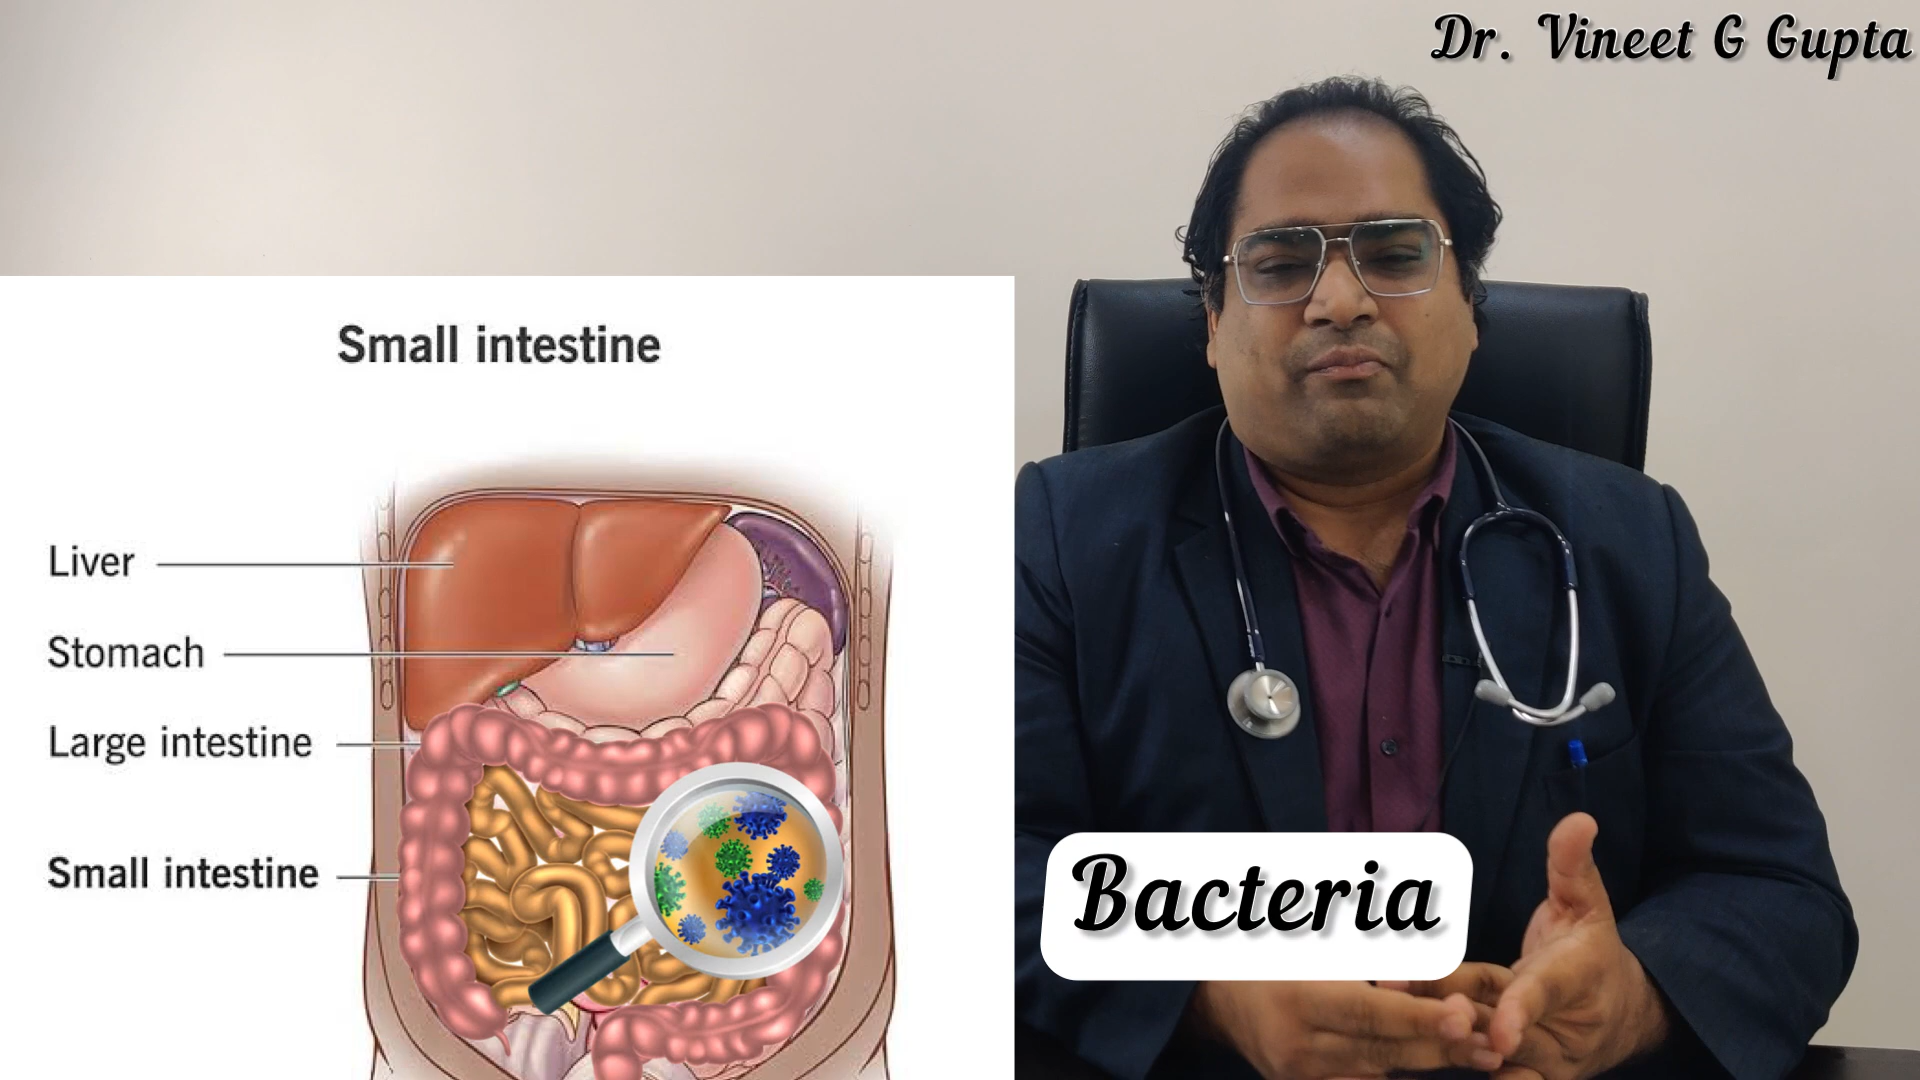 Dr. Vineet G Gupta
Small intestine
Liver
Stomach
Large intestine
Small intestine
Bacteria